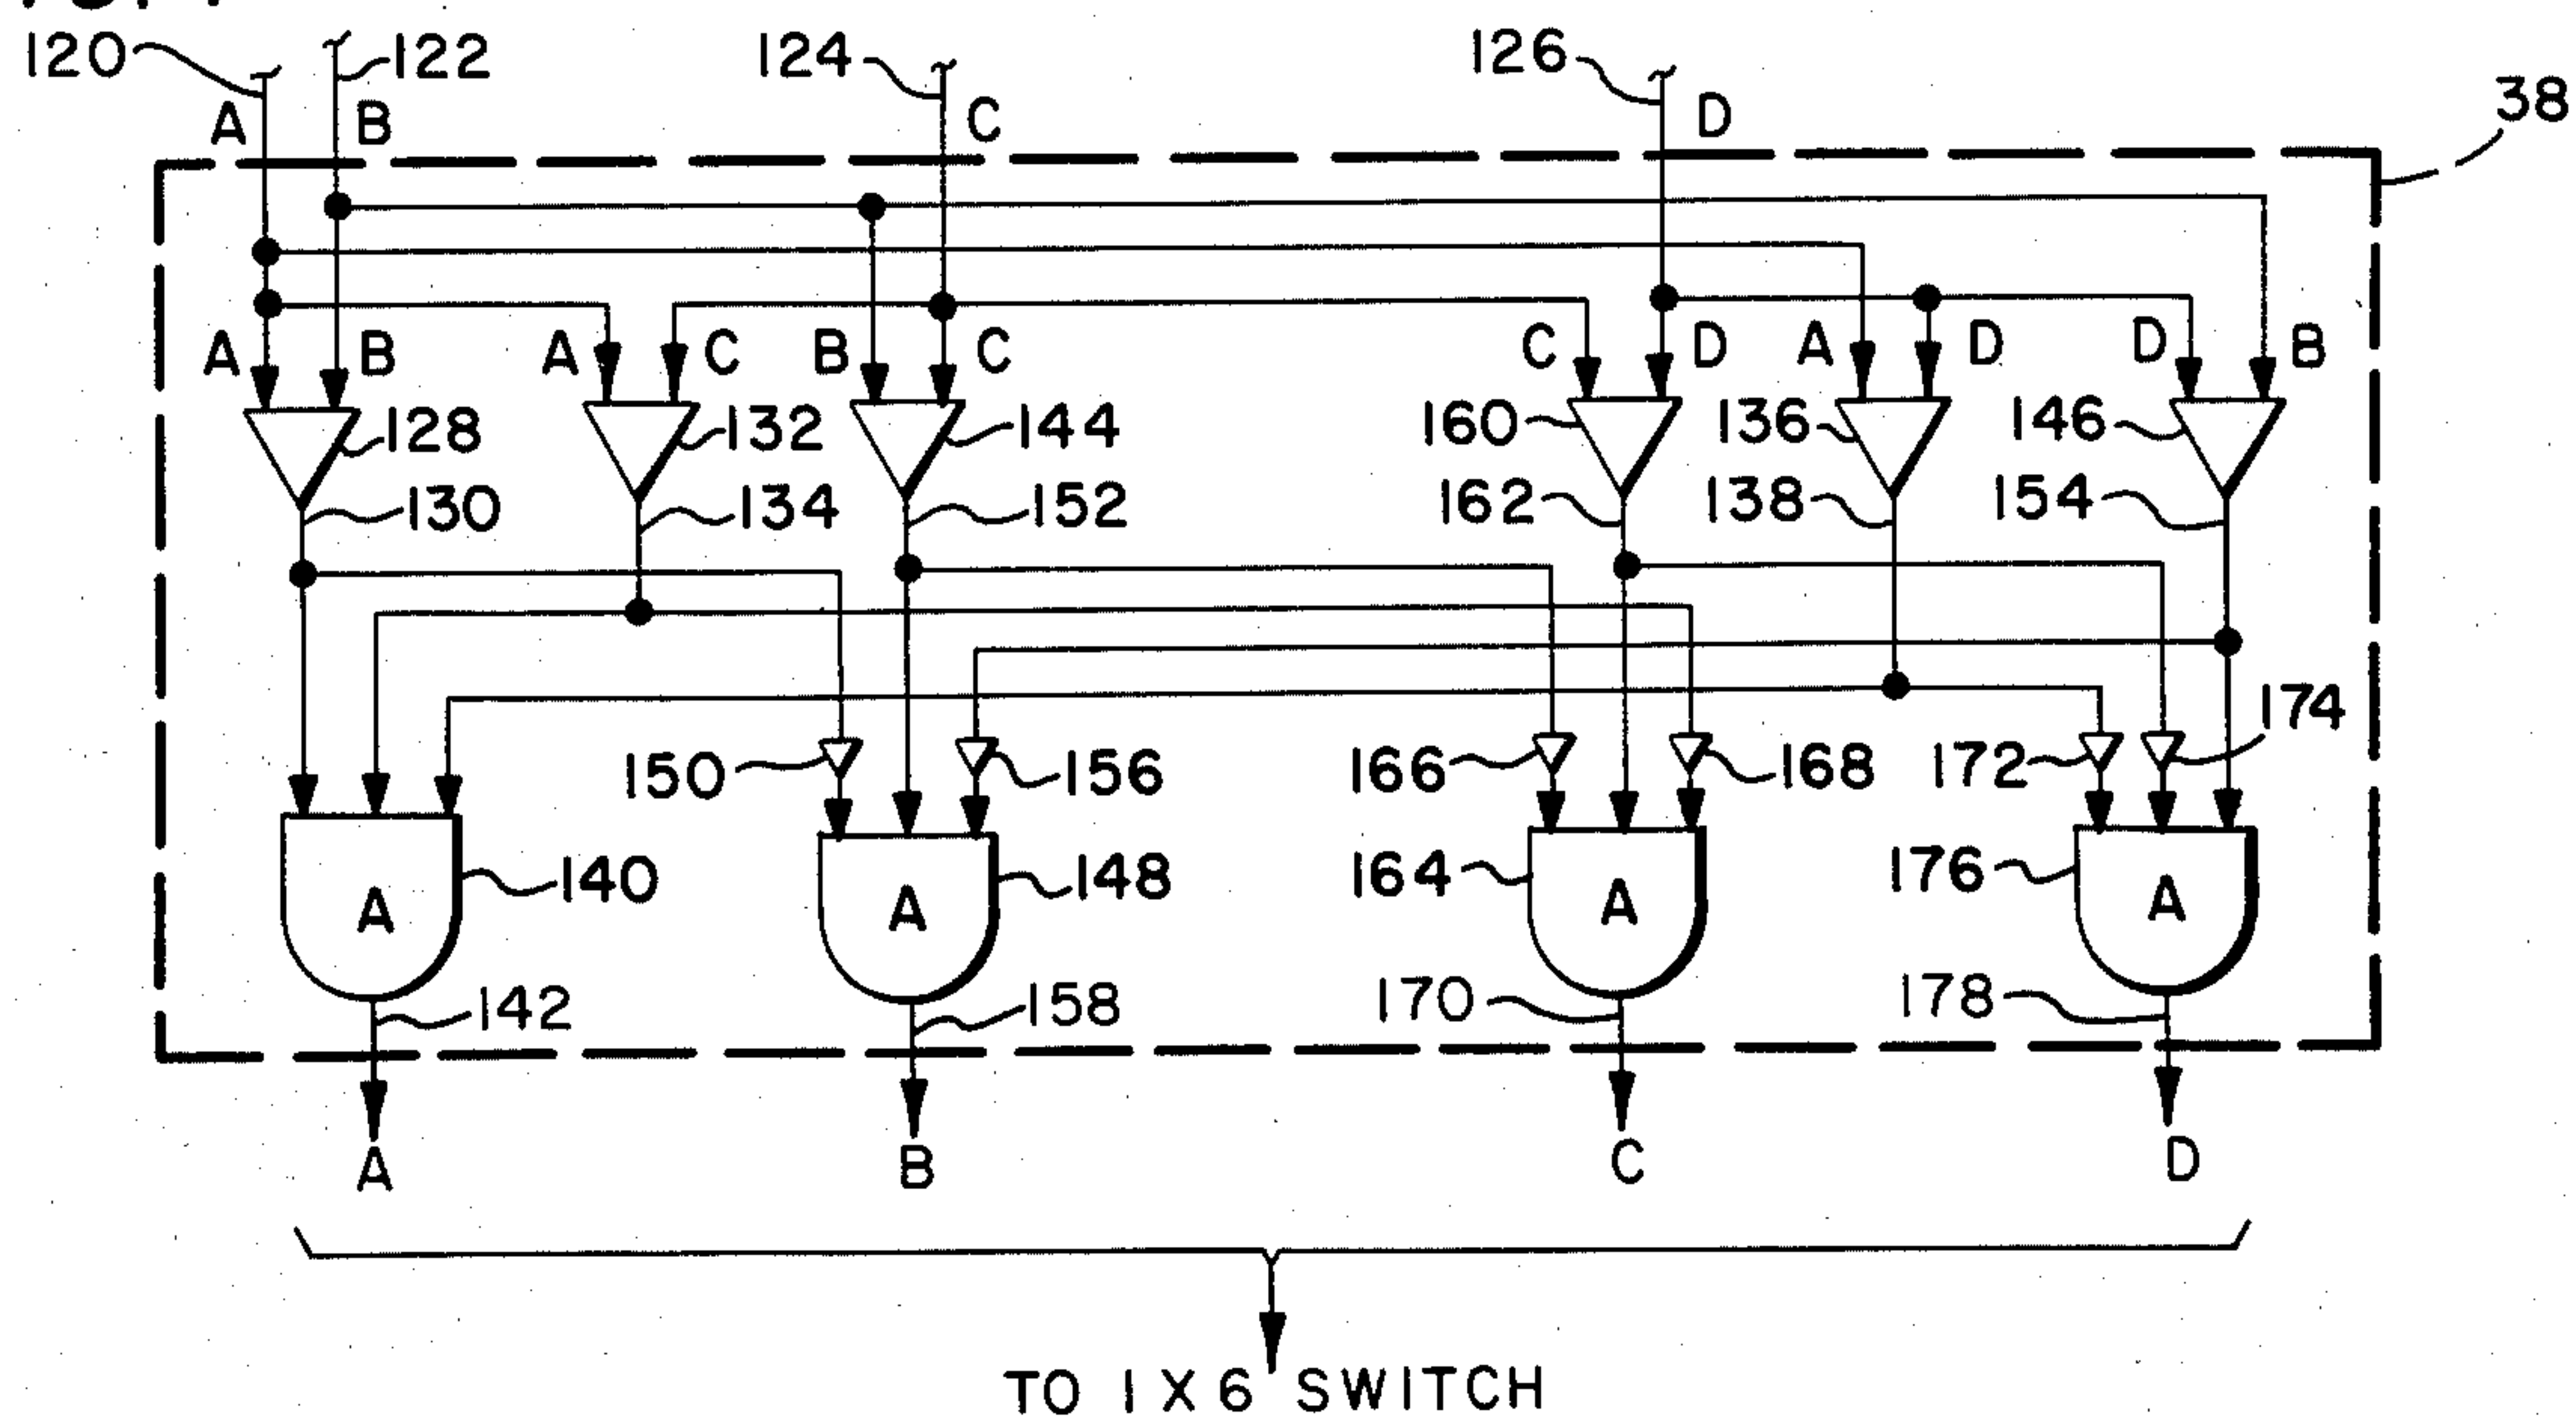 120 122 124 126
38
A B C D
A B A C B C C D A D D B
128 132 144 160 136 146
130 134 152 162 138 154
174
150 156 166 168 172
140 148 164 176
A A A A
142 158 170 178
A B C D
TO 1 X 6 SWITCH